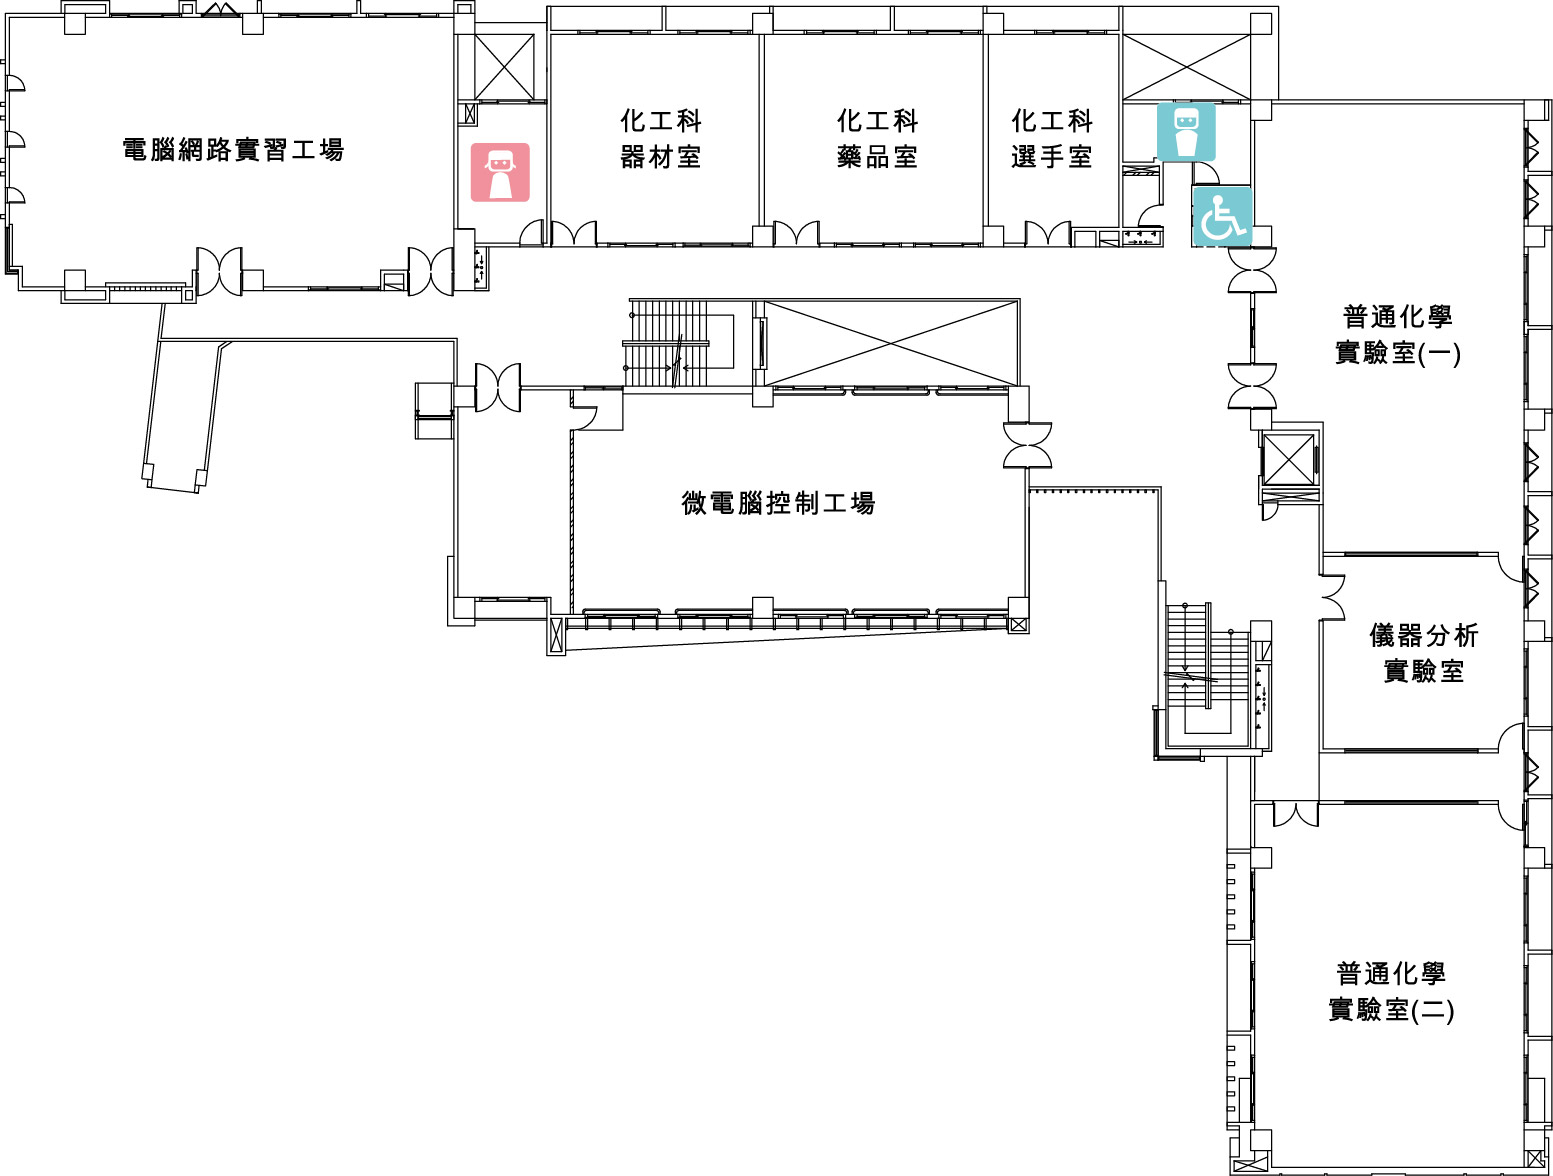 電腦網路實習工場
化工科
器材室
化工科
藥品室
化工科
選手室
普通化學
實驗室(一)
微電腦控制工場
儀器分析
實驗室
普通化學
實驗室(二)